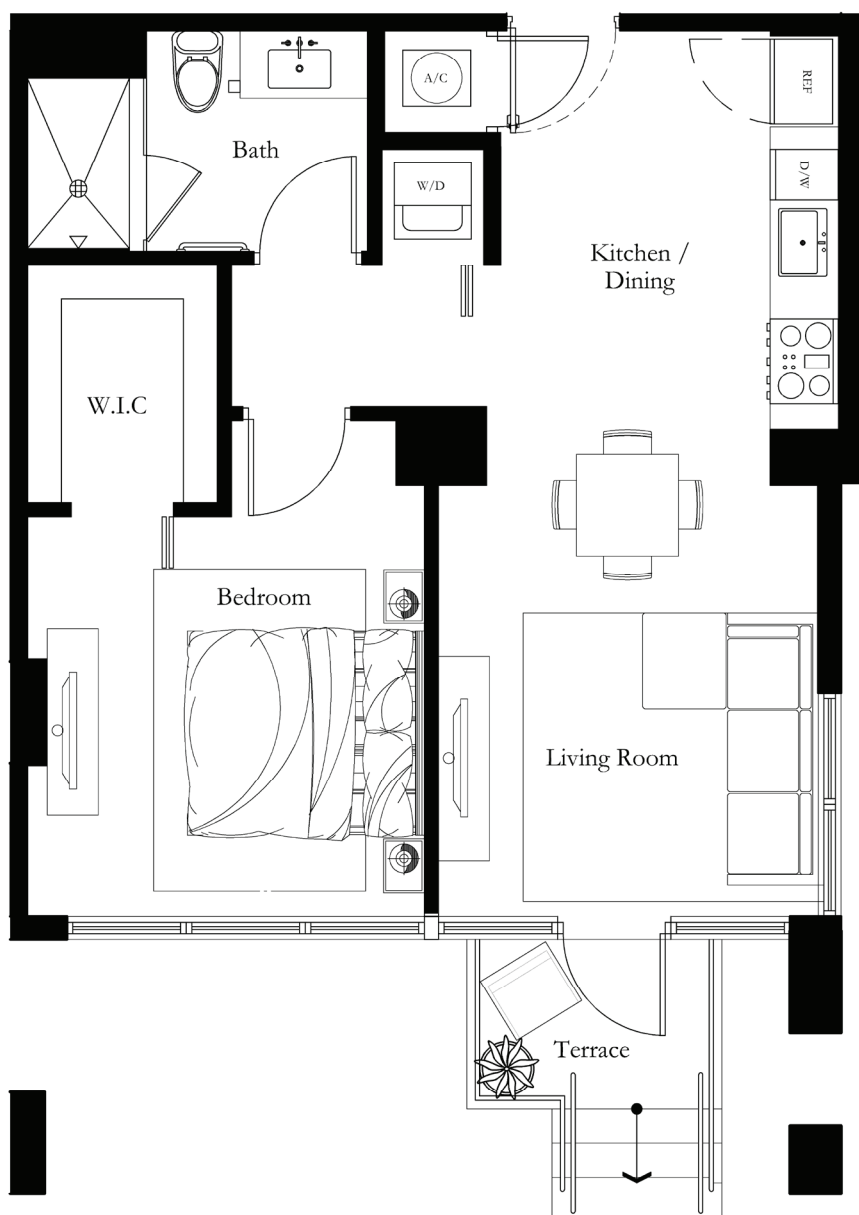 A/C
REF
Bath
D/W
W/D
Kitchen /
Dining
W.I.C
Bedroom
Living Room
Terrace